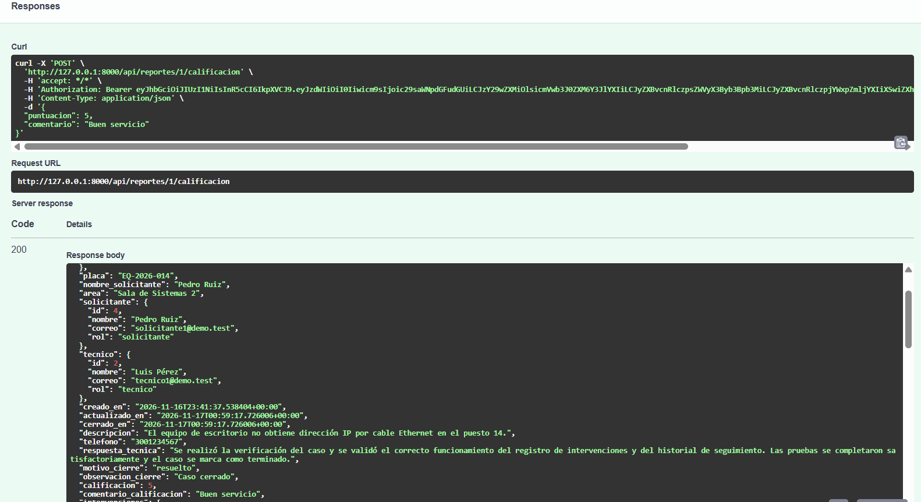 Responses
Curl
curl -X 'POST' \
'http://127.0.0.1:8000/api/reportes/1/calificacion' \
-H 'accept: */*' \
-H 'Authorization: Bearer
-H 'Content-Type: application/json' \
-d '{
"puntuacion": 5,
"comentario": "Buen servicio"
}'
Request URL
http://127.0.0.1:8000/api/reportes/1/calificacion
Server response
Code Details
200
Response body
},
"placa": "EQ-2026-014",
"nombre_solicitante": "Pedro Ruiz",
"area": "Sala de Sistemas 2",
"solicitante": {
"id": 4,
"nombre": "Pedro Ruiz",
"correo": "solicitante1@demo.test",
"rol": "solicitante"
},
"tecnico": {
"id": 2,
"nombre": "Luis Pérez",
"correo": "tecnico1@demo.test",
"rol": "tecnico"
},
"creado_en": "2026-11-16T23:41:37.538404+00:00",
"actualizado_en": "2026-11-17T00:59:17.726006+00:00",
"cerrado_en": "2026-11-17T00:59:17.726006+00:00",
"descripcion": "El equipo de escritorio no obtiene dirección IP por cable Ethernet en el puesto 14.",
"telefono": "3001234567",
"respuesta_tecnica": "Se realizó la verificación del caso y se validó el correcto funcionamiento del registro de intervenciones y del historial de seguimiento. Las pruebas se completaron sa
tisfactoriamente y el caso se marca como terminado.",
"motivo_cierre": "resuelto",
"observacion_cierre": "Caso cerrado",
"calificacion": 5,
"comentario_calificacion": "Buen servicio",